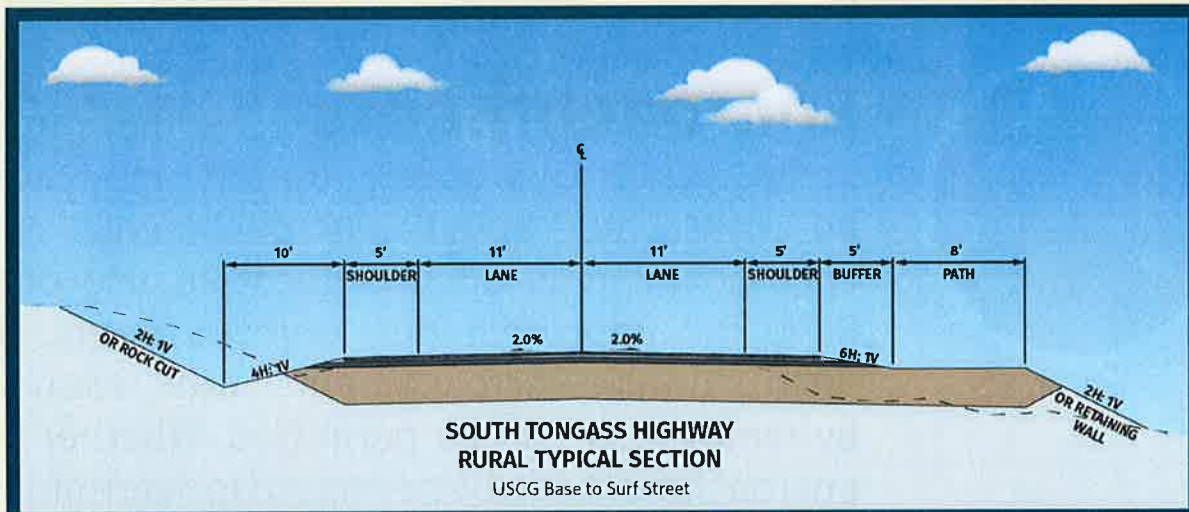 ℄
10' 5' 11' 11' 5' 5' 8'
SHOULDER LANE LANE SHOULDER BUFFER PATH
2.0% 2.0%
2H: 1V
OR ROCK CUT
4H: 1V
6H: 1V
2H: 1V
OR RETAINING
WALL
SOUTH TONGASS HIGHWAY
RURAL TYPICAL SECTION
USCG Base to Surf Street